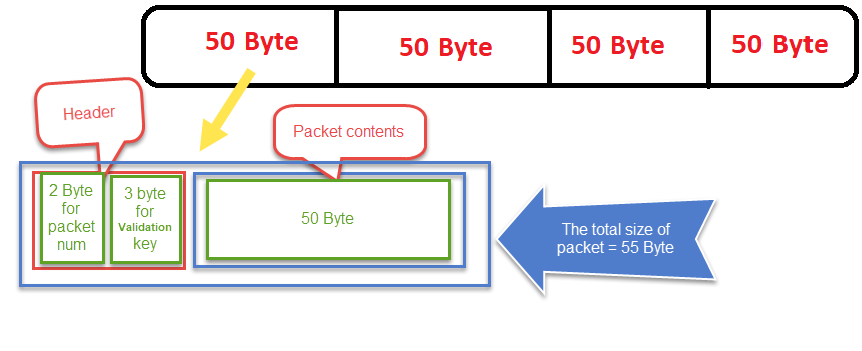 50 Byte
50 Byte
50 Byte
50 Byte
Header
Packet contents
2 Byte
for
packet
num
3 byte
for
Validation
key
50 Byte
The total size of
packet = 55 Byte